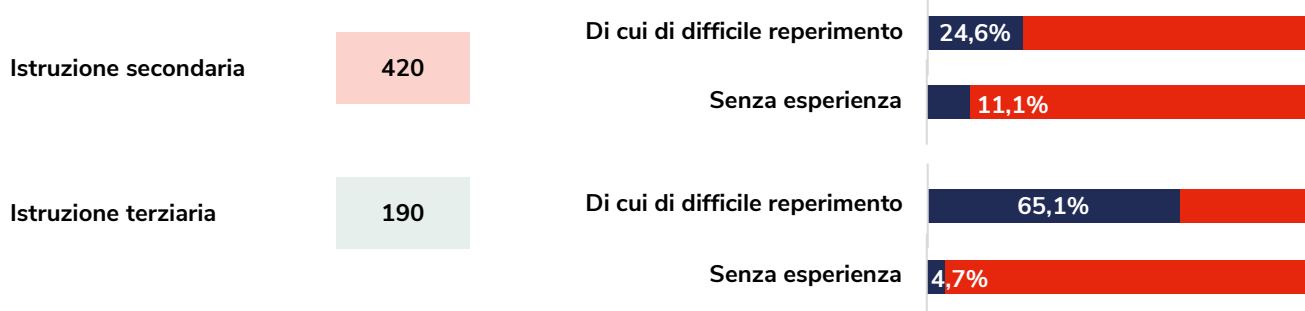 Istruzione secondaria
420
Di cui di difficile reperimento
24,6%
Senza esperienza
11,1%
Istruzione terziaria
190
Di cui di difficile reperimento
65,1%
Senza esperienza
4,7%